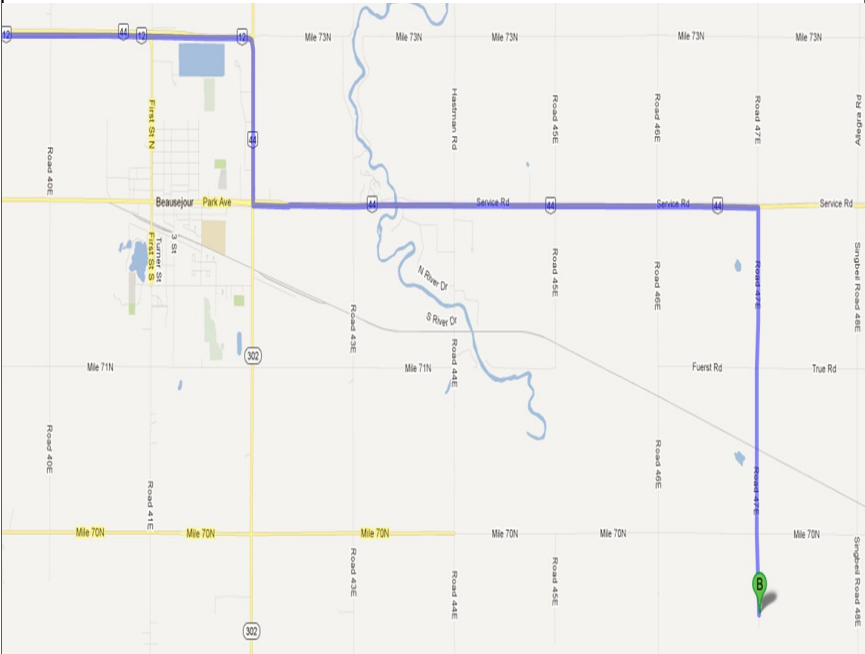 12
44
12
12
Mile 73N
Mile 73N
Mile 73N
Mile 73N
Mile 73N
First St N
Hastman Rd
Road 45E
Road 46E
Road 47E
Allegra Rd
44
Road 40E
Beausejour
Park Ave
44
Service Rd
44
Service Rd
44
Service Rd
First St S
Turner St
3 St
N River Dr
Road 45E
Road 46E
Road 47E
Singbeil Road 48E
S River Dr
Road 43E
302
Road 44E
Mile 71N
Mile 71N
Fuerst Rd
True Rd
Road 40E
Road 41E
Road 46E
Road 47E
Mile 70N
Mile 70N
Mile 70N
Mile 70N
Mile 70N
Mile 70N
Road 43E
Road 44E
Road 45E
Singbeil Road 48E
B
302